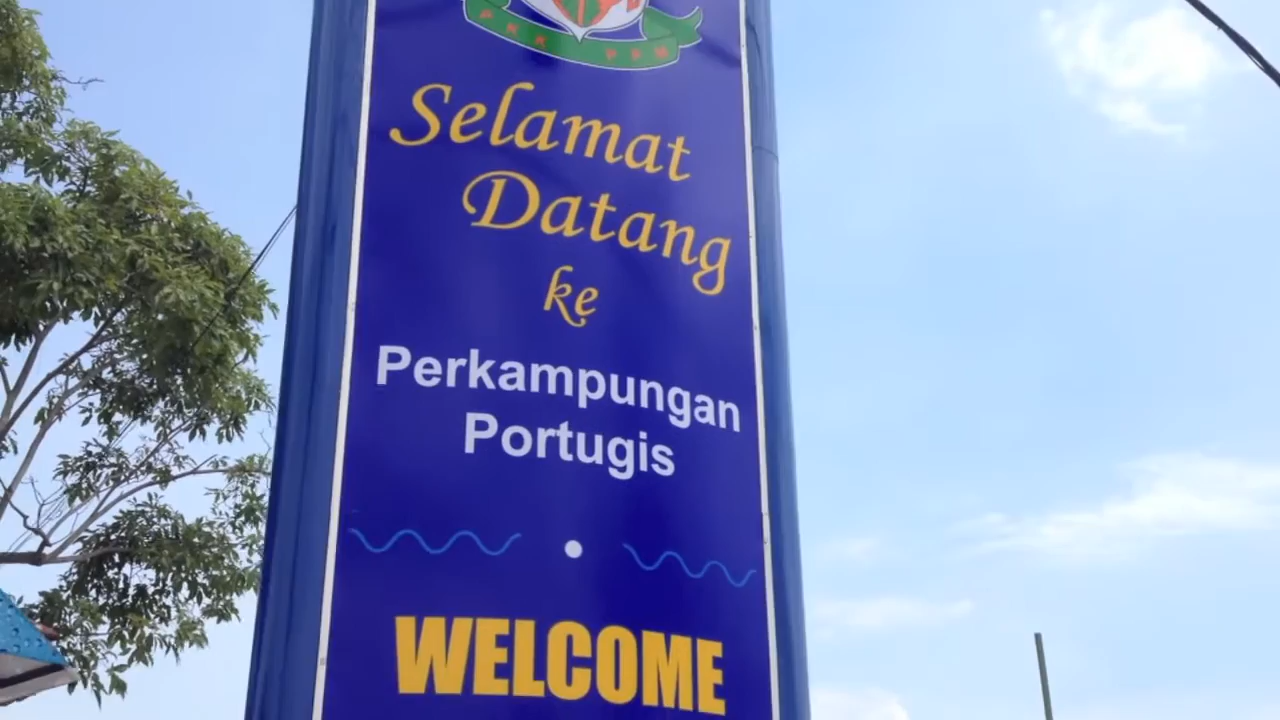 Selamat
Datang
ke
Perkampungan
Portugis
WELCOME